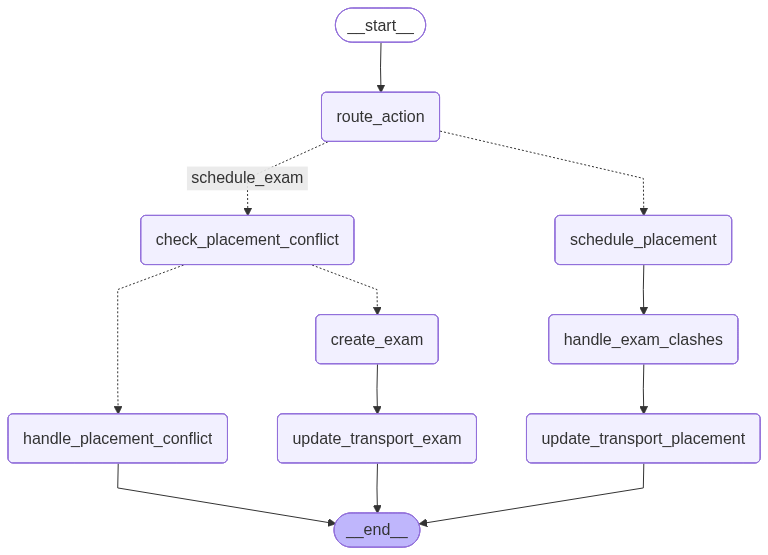 __start__
route_action
schedule_exam
check_placement_conflict
schedule_placement
create_exam
handle_exam_clashes
handle_placement_conflict
update_transport_exam
update_transport_placement
__end__